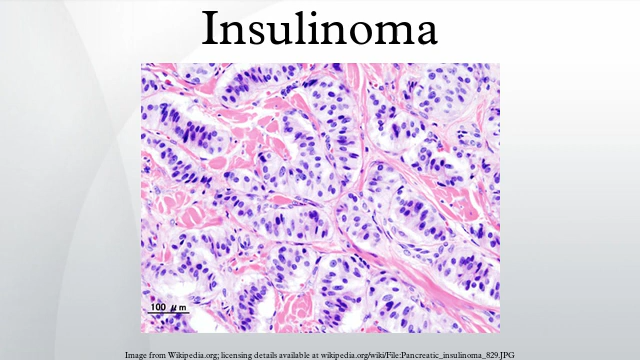 Insulinoma
100 μm
Image from Wikipedia.org; licensing details available at wikipedia.org/wiki/File:Pancreatic_insulinoma_829.JPG